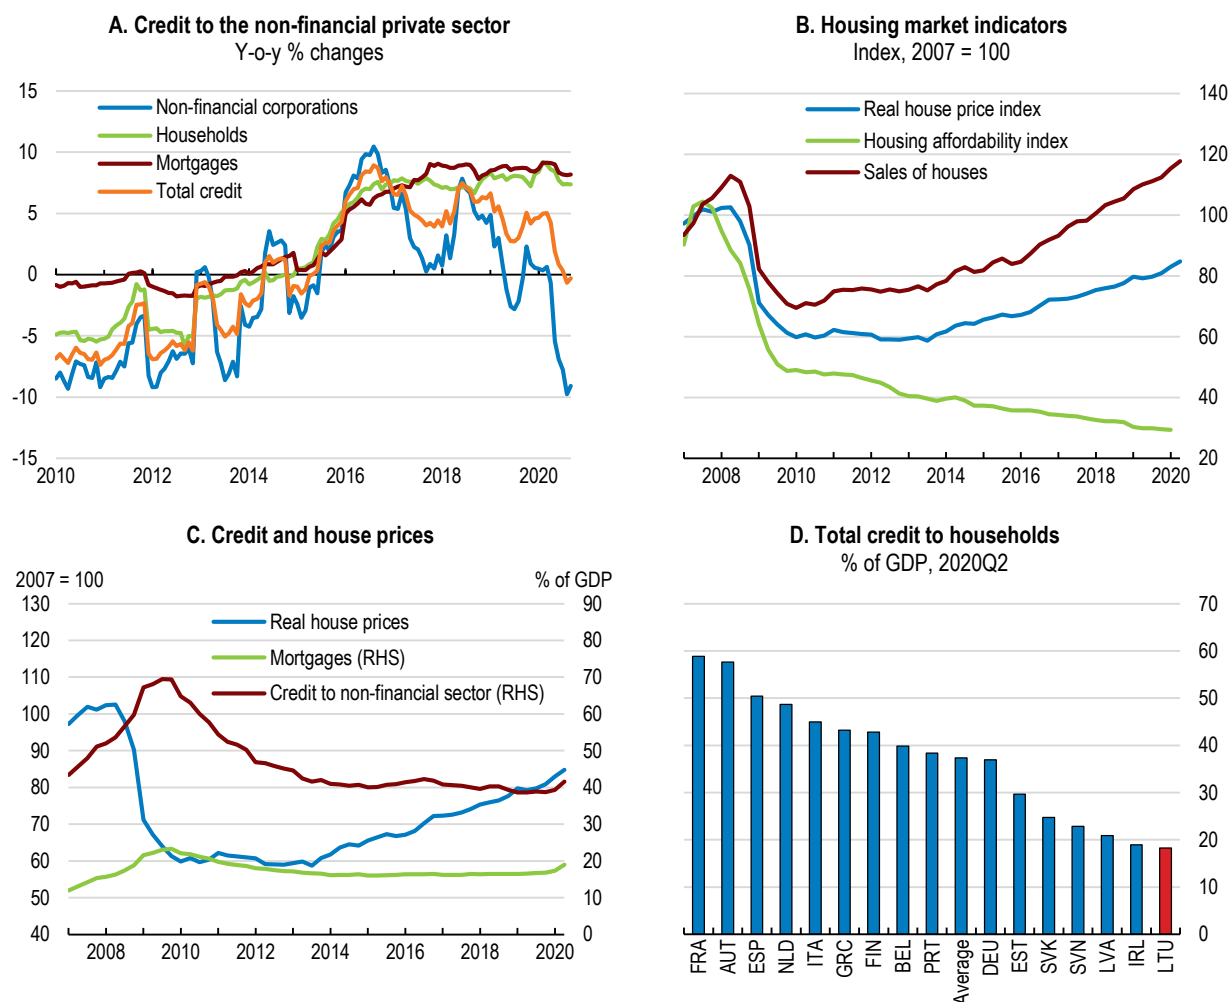 A. Credit to the non-financial private sector
Y-o-y % changes
15
10
5
0
-5
-10
-15
Non-financial corporations
Households
Mortgages
Total credit
2010
2012
2014
2016
2018
2020
B. Housing market indicators
Index, 2007 = 100
140
120
100
80
60
40
20
Real house price index
Housing affordability index
Sales of houses
2008
2010
2012
2014
2016
2018
2020
C. Credit and house prices
2007 = 100
% of GDP
130
120
110
100
90
80
70
60
50
40
90
80
70
60
50
40
30
20
10
0
Real house prices
Mortgages (RHS)
Credit to non-financial sector (RHS)
2008
2010
2012
2014
2016
2018
2020
D. Total credit to households
% of GDP, 2020Q2
70
60
50
40
30
20
10
0
FRA
AUT
ESP
NLD
ITA
GRC
FIN
BEL
PRT
Average
DEU
EST
SVK
SVN
LVA
IRL
LTU